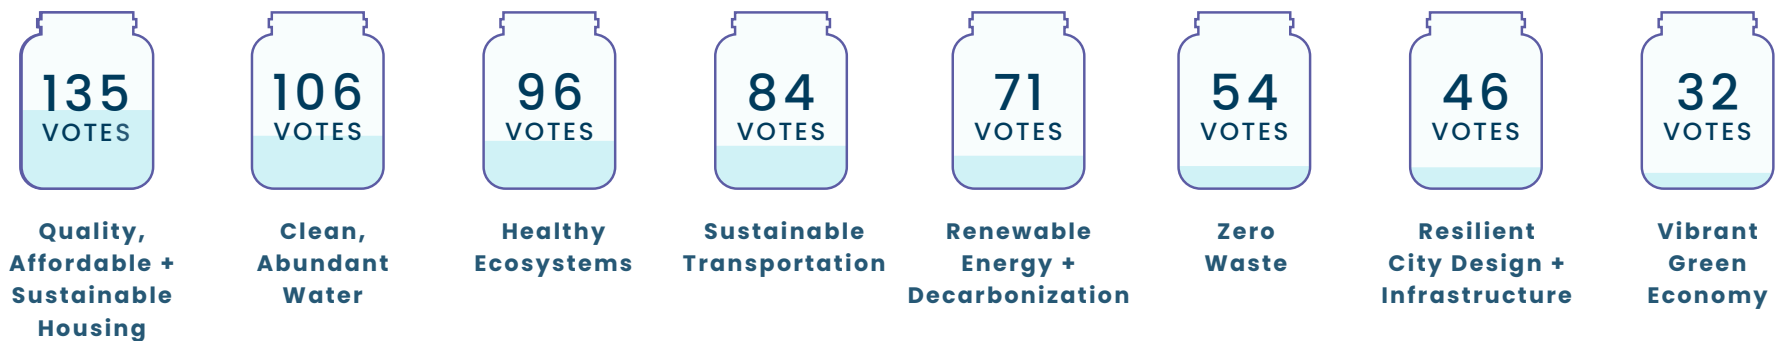 135
VOTES
Quality,
Affordable +
Sustainable
Housing
106
VOTES
Clean,
Abundant
Water
96
VOTES
Healthy
Ecosystems
84
VOTES
Sustainable
Transportation
71
VOTES
Renewable
Energy +
Decarbonization
54
VOTES
Zero
Waste
46
VOTES
Resilient
City Design +
Infrastructure
32
VOTES
Vibrant
Green
Economy